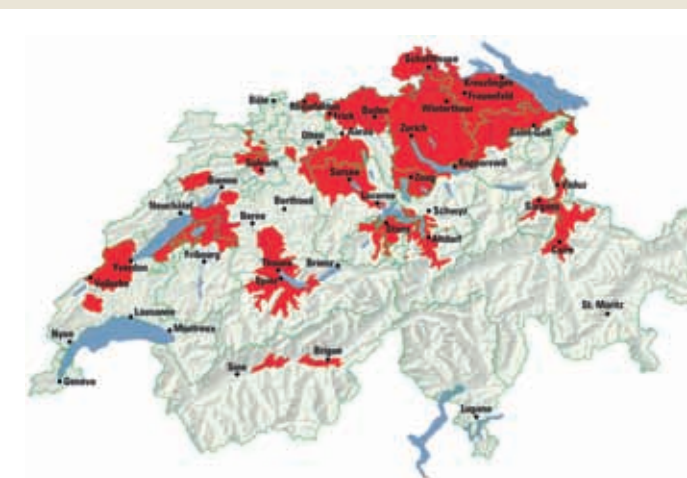 Schaffhouse
Kreuzlingen
Frauenfeld
Bâle
Rheinfelden
Frick
Baden
Winterthour
Olten
Aarau
Zurich
Saint-Gall
Soleure
Sursee
Zoug
Rapperswil
Bienne
Lucerne
Vaduz
Neuchâtel
Berthoud
Schwyz
Sargans
Berne
Stans
Altdorf
Yverdon
Fribourg
Thoune
Brienz
Coire
Spiez
Lausanne
St. Moritz
Nyon
Montreux
Brigue
Sion
Genève
Lugano